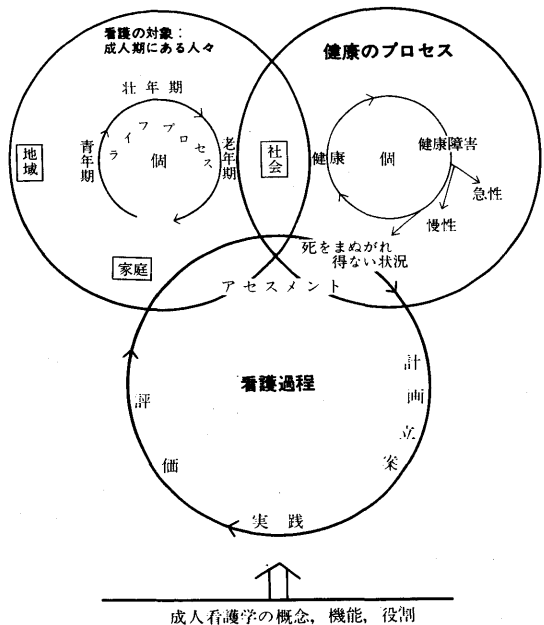 看護の対象：
成人期にある人々
健康のプロセス
壮年期
ライフプロセス
青年期
個
老年期
地域
社会
家庭
健康
個
健康障害
急性
慢性
死をまぬがれ
得ない状況
アセスメント
看護過程
計画立案
評価
実践
成人看護学の概念，機能，役割